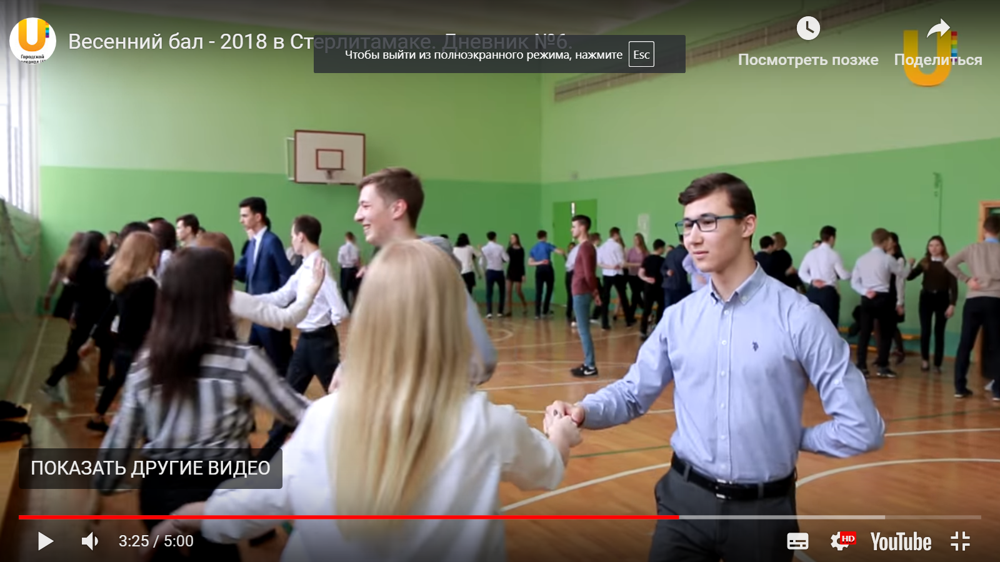 Весенний бал - 2018 в Стерлитамаке. Дневник №6.
Чтобы выйти из полноэкранного режима, нажмите Esc
Посмотреть позже
Поделиться
U
Городской
U
ПОКАЗАТЬ ДРУГИЕ ВИДЕО
3:25 / 5:00
HD
YouTube